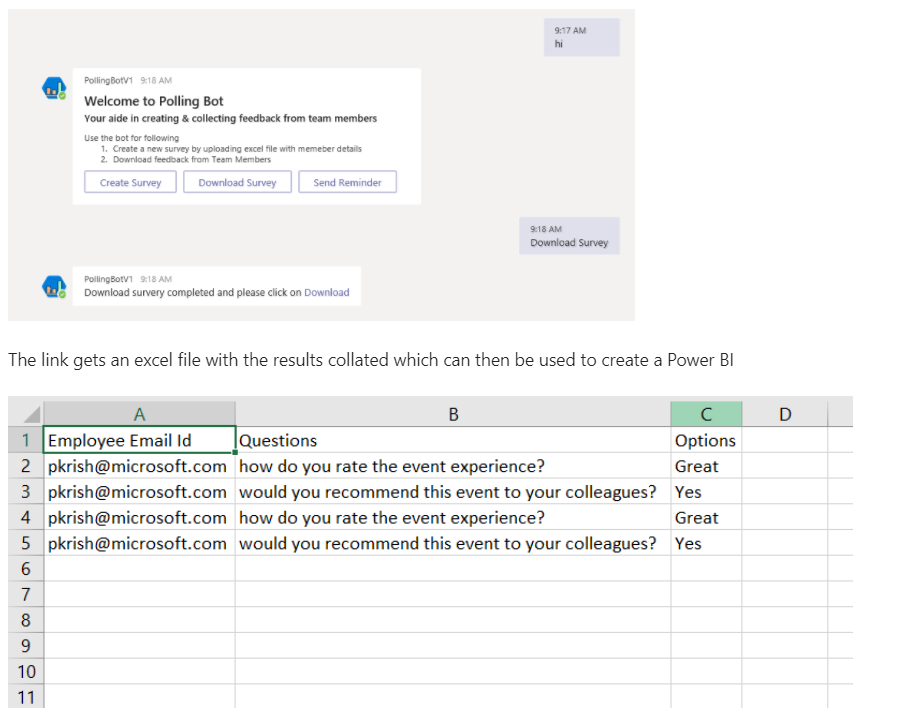 9:17 AM
hi
PollingBotV1 9:18 AM
Welcome to Polling Bot
Your aide in creating & collecting feedback from team members
Use the bot for following
1. Create a new survey by uploading excel file with memeber details
2. Download feedback from Team Members
Create Survey Download Survey Send Reminder
9:18 AM
Download Survey
PollingBotV1 9:18 AM
Download survery completed and please click on Download
The link gets an excel file with the results collated which can then be used to create a Power BI
A B C D
1 Employee Email Id Questions Options
2 pkrish@microsoft.com how do you rate the event experience? Great
3 pkrish@microsoft.com would you recommend this event to your colleagues? Yes
4 pkrish@microsoft.com how do you rate the event experience? Great
5 pkrish@microsoft.com would you recommend this event to your colleagues? Yes
6
7
8
9
10
11